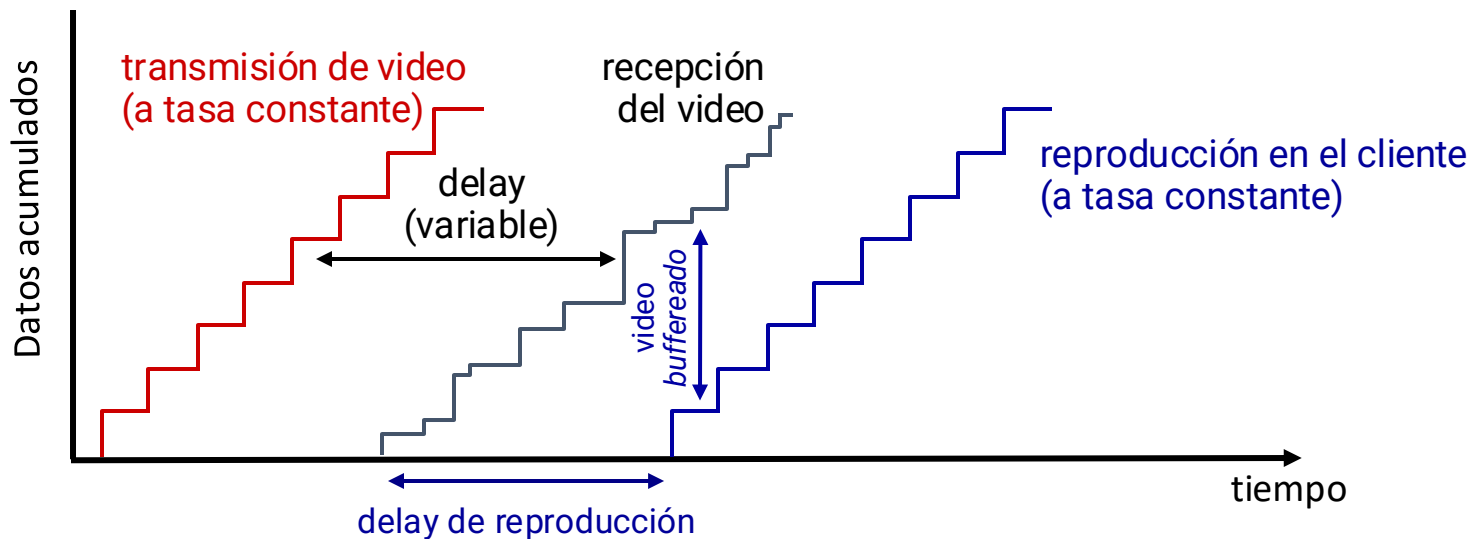 Datos acumulados
transmisión de video
(a tasa constante)
delay
(variable)
recepción
del video
video
buffereado
reproducción en el cliente
(a tasa constante)
tiempo
delay de reproducción